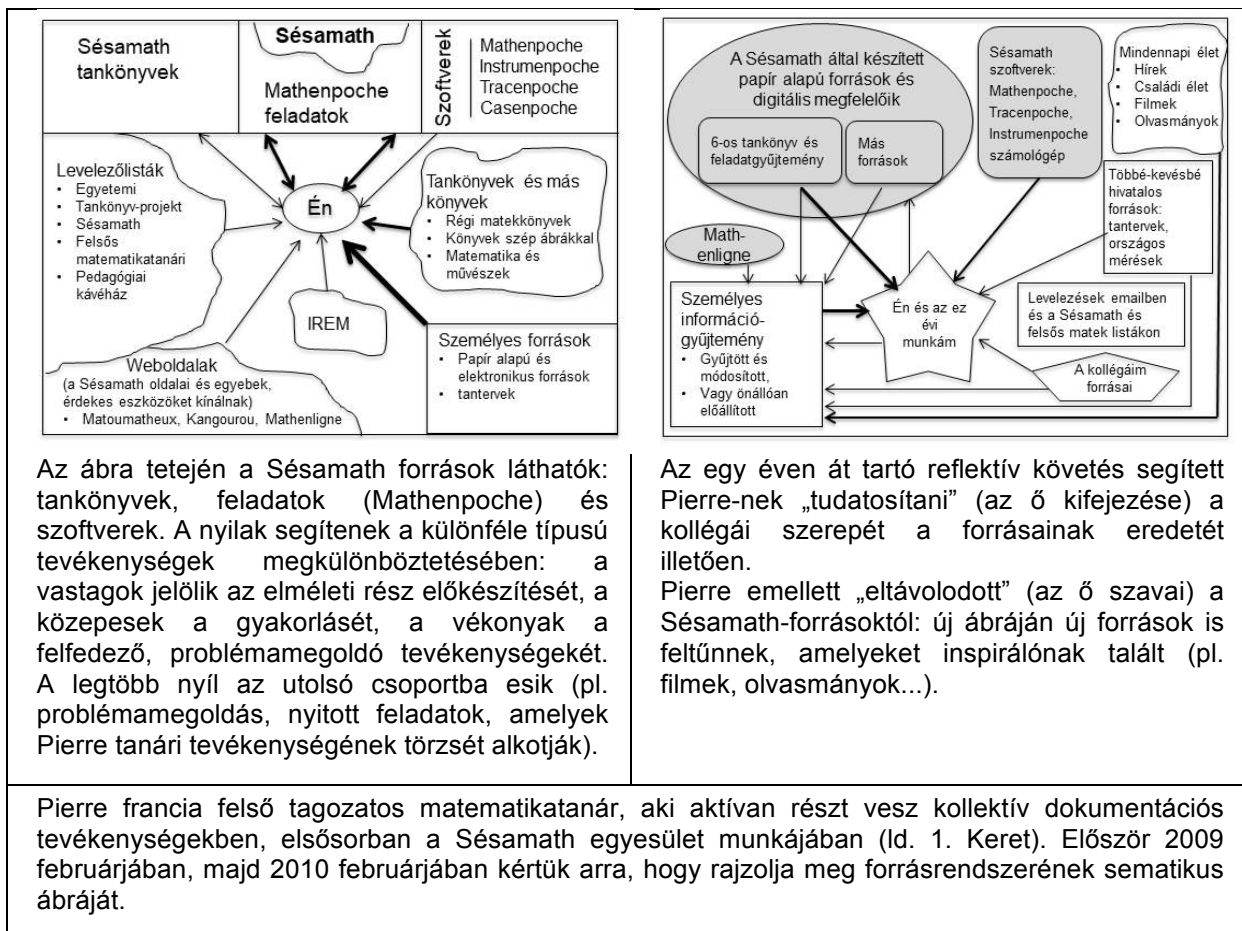 Sésamath
tankönyvek
Sésamath
Mathenpoche
feladatok
Szoftverek
Mathenpoche
Instrumenpoche
Tracenpoche
Casenpoche
Levelezőlisták
• Egyetemi
• Tankönyv-projekt
• Sésamath
• Felsős
matematikatanári
• Pedagógiai
kávéház
Én
Tankönyvek és más
könyvek
• Régi matekkönyvek
• Könyvek szép ábrákkal
• Matematika és
művészek
IREM
Weboldalak
(a Sésamath oldalai és egyebek,
érdekes eszközöket kínálnak)
• Matoumatheux, Kangourou, Mathenligne
Személyes források
• Papír alapú és
elektronikus források
• tantervek
A Sésamath által készített
papír alapú források és
digitális megfelelőik
6-os tankönyv és
feladatgyűjtemény
Más
források
Sésamath
szoftverek:
Mathenpoche,
Tracenpoche,
Instrumenpoche
számológép
Mindennapi élet
• Hírek
• Családi élet
• Filmek
• Olvasmányok
Többé-kevésbé
hivatalos
források:
tantervek,
országos
mérések
Math-
enligne
Személyes
információ-
gyűjtemény
• Gyűjtött és
módosított,
• Vagy önállóan
előállított
Én és az ez
évi
munkám
Levelezések emailben
és a Sésamath és
felsős matek listákon
A kollégáim
forrásai
Az ábra tetején a Sésamath források láthatók:
tankönyvek, feladatok (Mathenpoche) és
szoftverek. A nyilak segítenek a különféle típusú
tevékenységek megkülönböztetésében: a
vastagok jelölik az elméleti rész előkészítését, a
közepesek a gyakorlásét, a vékonyak a
felfedező, problémamegoldó tevékenységekét.
A legtöbb nyíl az utolsó csoportba esik (pl.
problémamegoldás, nyitott feladatok, amelyek
Pierre tanári tevékenységének törzsét alkotják).
Az egy éven át tartó reflektív követés segített
Pierre-nek „tudatosítani” (az ő kifejezése) a
kollégái szerepét a forrásainak eredetét
illetően.
Pierre emellett „eltávolodott” (az ő szavai) a
Sésamath-forrásoktól: új ábráján új források is
feltűnnek, amelyeket inspirálónak talált (pl.
filmek, olvasmányok...).
Pierre francia felső tagozatos matematikatanár, aki aktívan részt vesz kollektív dokumentációs
tevékenységekben, elsősorban a Sésamath egyesület munkájában (ld. 1. Keret). Először 2009
februárjában, majd 2010 februárjában kértük arra, hogy rajzolja meg forrásrendszerének sematikus
ábráját.